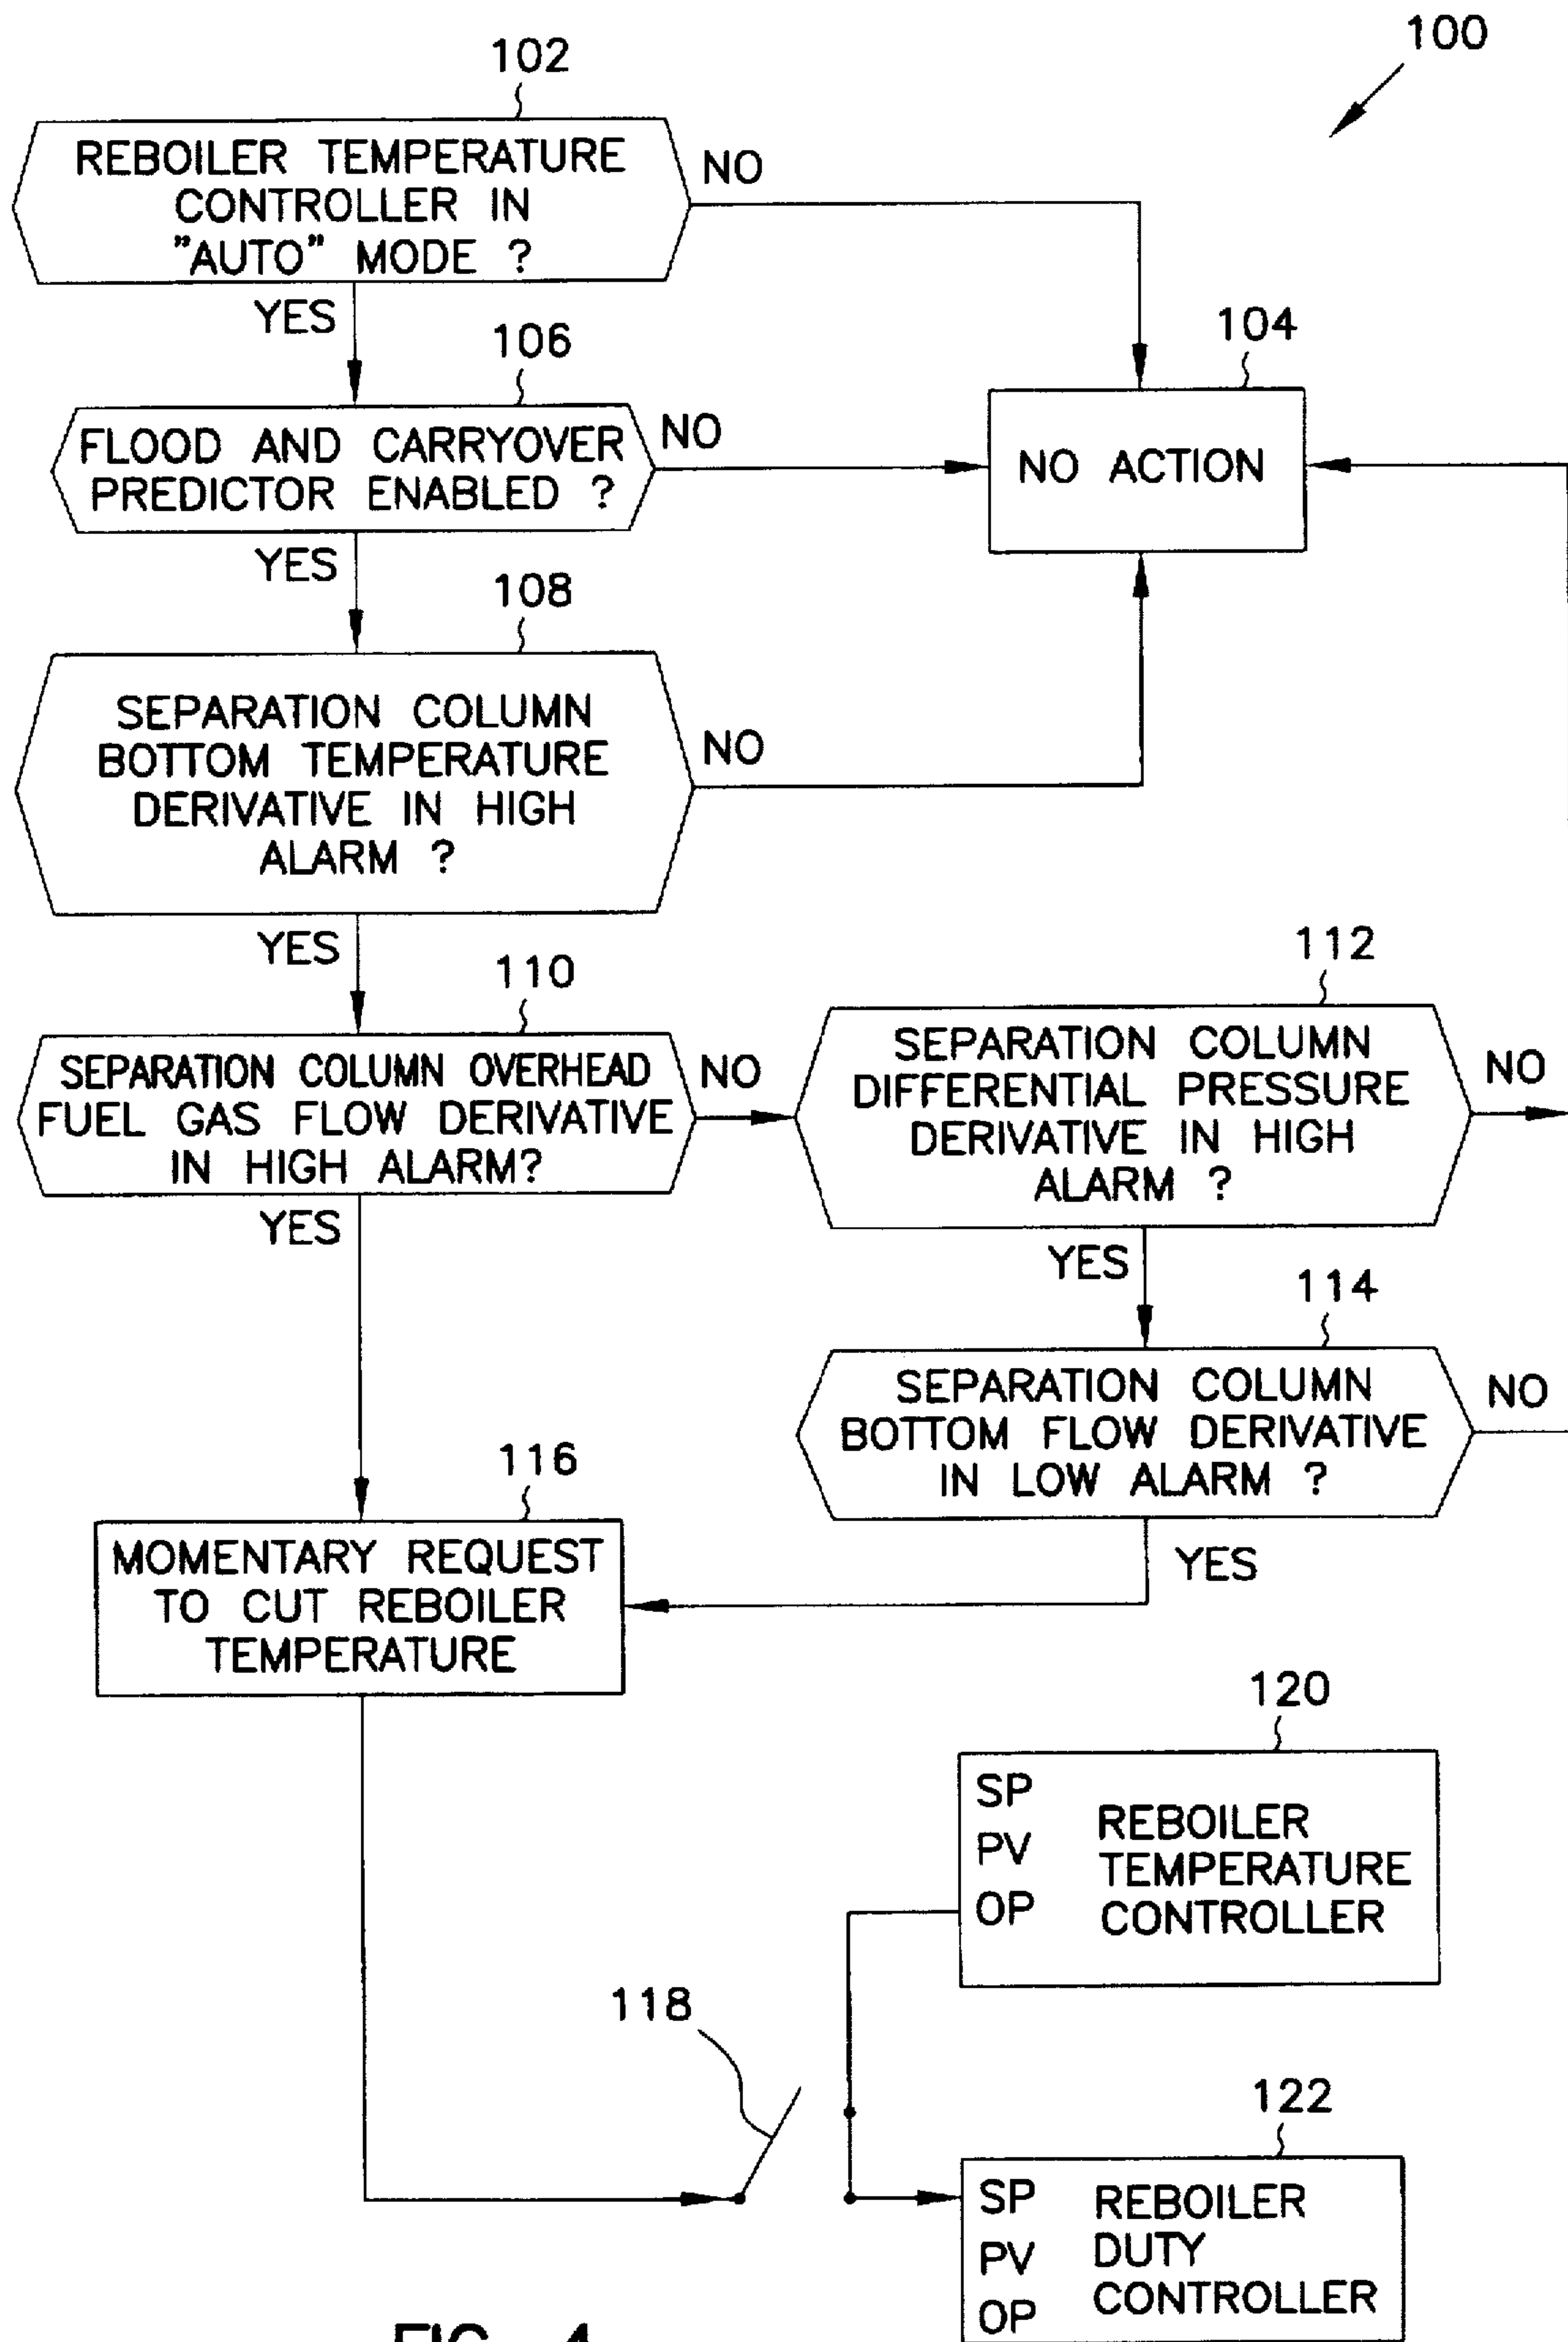 100
102
REBOILER TEMPERATURE
CONTROLLER IN
"AUTO" MODE ?
NO
YES
104
NO ACTION
106
FLOOD AND CARRYOVER
PREDICTOR ENABLED ?
NO
YES
108
SEPARATION COLUMN
BOTTOM TEMPERATURE
DERIVATIVE IN HIGH
ALARM ?
NO
YES
110
SEPARATION COLUMN OVERHEAD
FUEL GAS FLOW DERIVATIVE
IN HIGH ALARM?
NO
YES
112
SEPARATION COLUMN
DIFFERENTIAL PRESSURE
DERIVATIVE IN HIGH
ALARM ?
NO
YES
114
SEPARATION COLUMN
BOTTOM FLOW DERIVATIVE
IN LOW ALARM ?
NO
YES
116
MOMENTARY REQUEST
TO CUT REBOILER
TEMPERATURE
118
120
SP
PV
OP
REBOILER
TEMPERATURE
CONTROLLER
122
SP
PV
OP
REBOILER
DUTY
CONTROLLER
FIG. 4